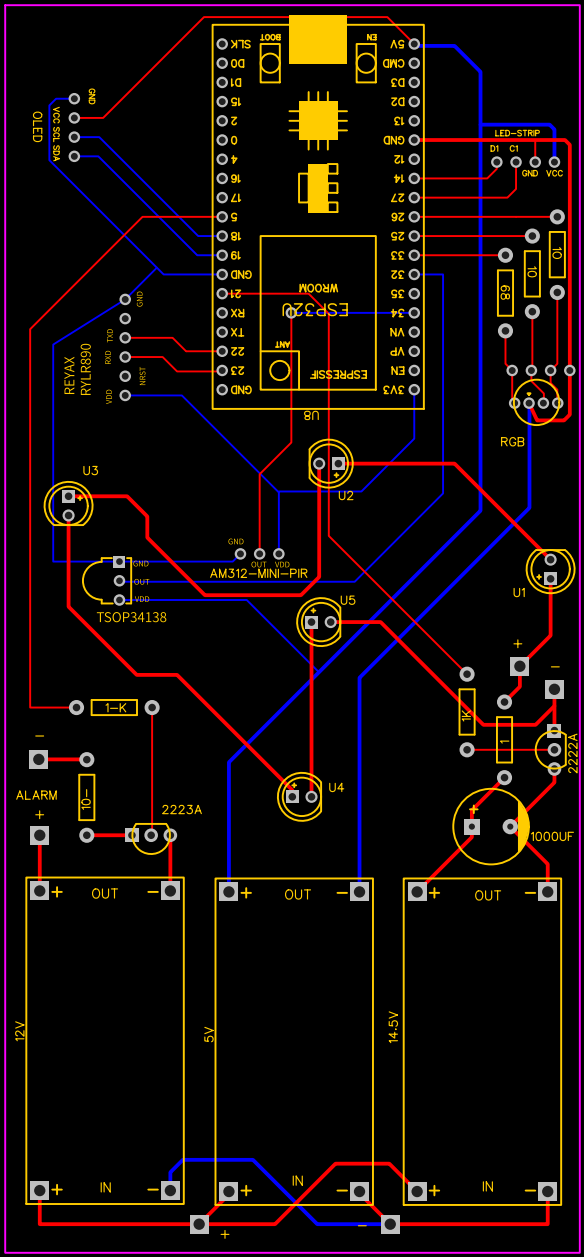 BOOT
EN
SLK
D0
D1
15
2
0
4
16
17
5
18
19
GND
21
RX
TX
22
23
GND
5V
CMD
D3
D2
13
GND
12
14
27
26
25
33
32
35
34
VN
VP
EN
3V3
WROOM
ESP32U
ANT
ESPRESSIF
U8
OLED
GND
VCC SCL SDA
LED-STRIP
D1 C1
GND VCC
10
10
68
RGB
REYAX
RYLR890
GND
TXD
RXD
NRST
VDD
U3
+
U2
+
GND
OUT
VDD
TSOP34138
GND
OUT VDD
AM312-MINI-PIR
U1
+
U5
+
+
−
1-K
1K
1
2222A
−
ALARM
+
10-
2223A
U4
+
+
1000UF
+ OUT −
12V
+ IN −
+ OUT −
5V
+ IN −
+ OUT −
14.5V
+ IN −
+
−